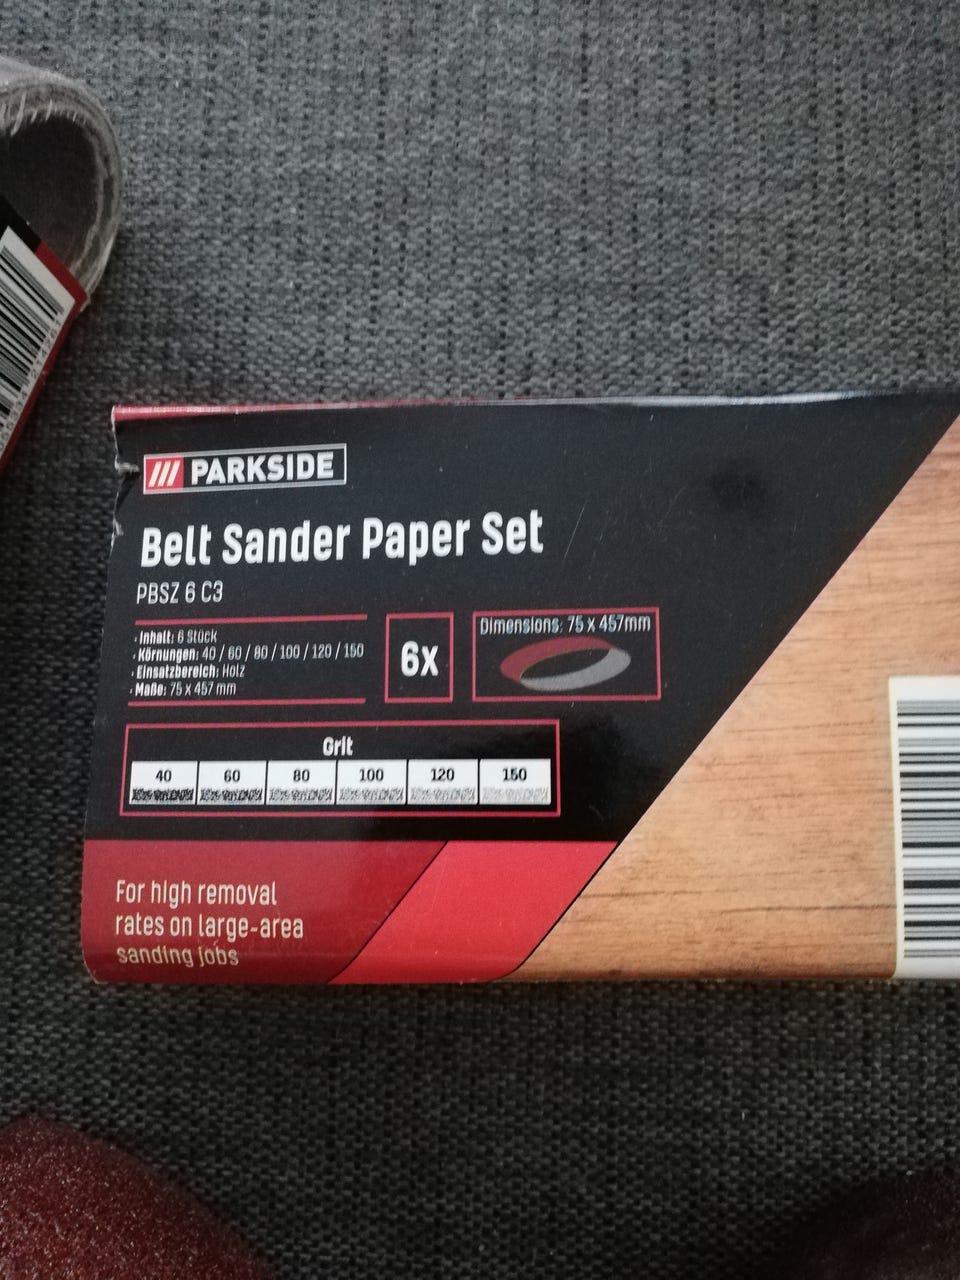 PARKSIDE
Belt Sander Paper Set
PBSZ 6 C3
· Inhalt: 6 Stück
· Körnungen: 40 / 60 / 80 / 100 / 120 / 150
· Einsatzbereich: Holz
· Maße: 75 x 457 mm
6x
Dimensions: 75 x 457mm
Grit
40 60 80 100 120 150
For high removal
rates on large-area
sanding jobs